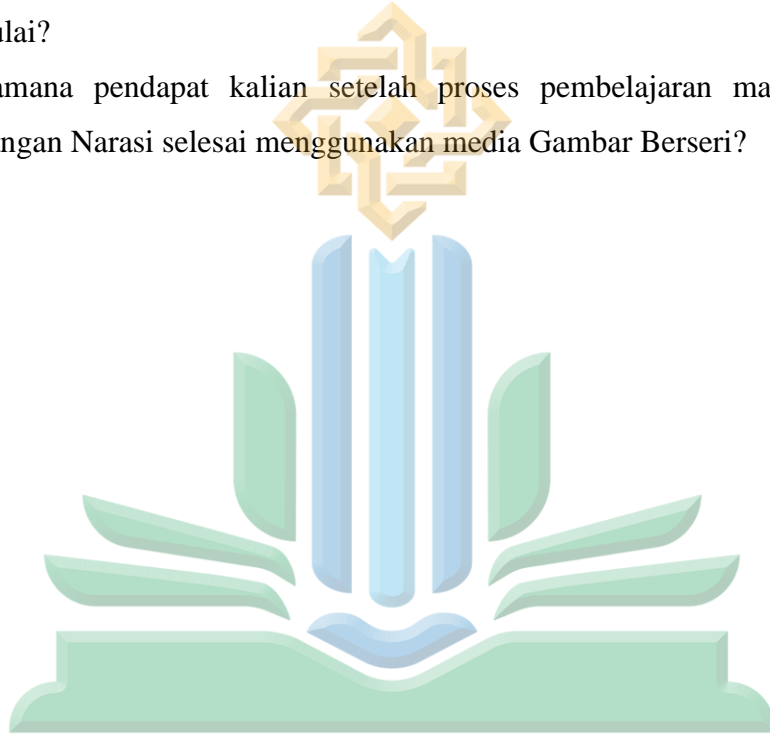 ulai?
amana pendapat kalian setelah proses pembelajaran ma
ngan Narasi selesai menggunakan media Gambar Berseri?